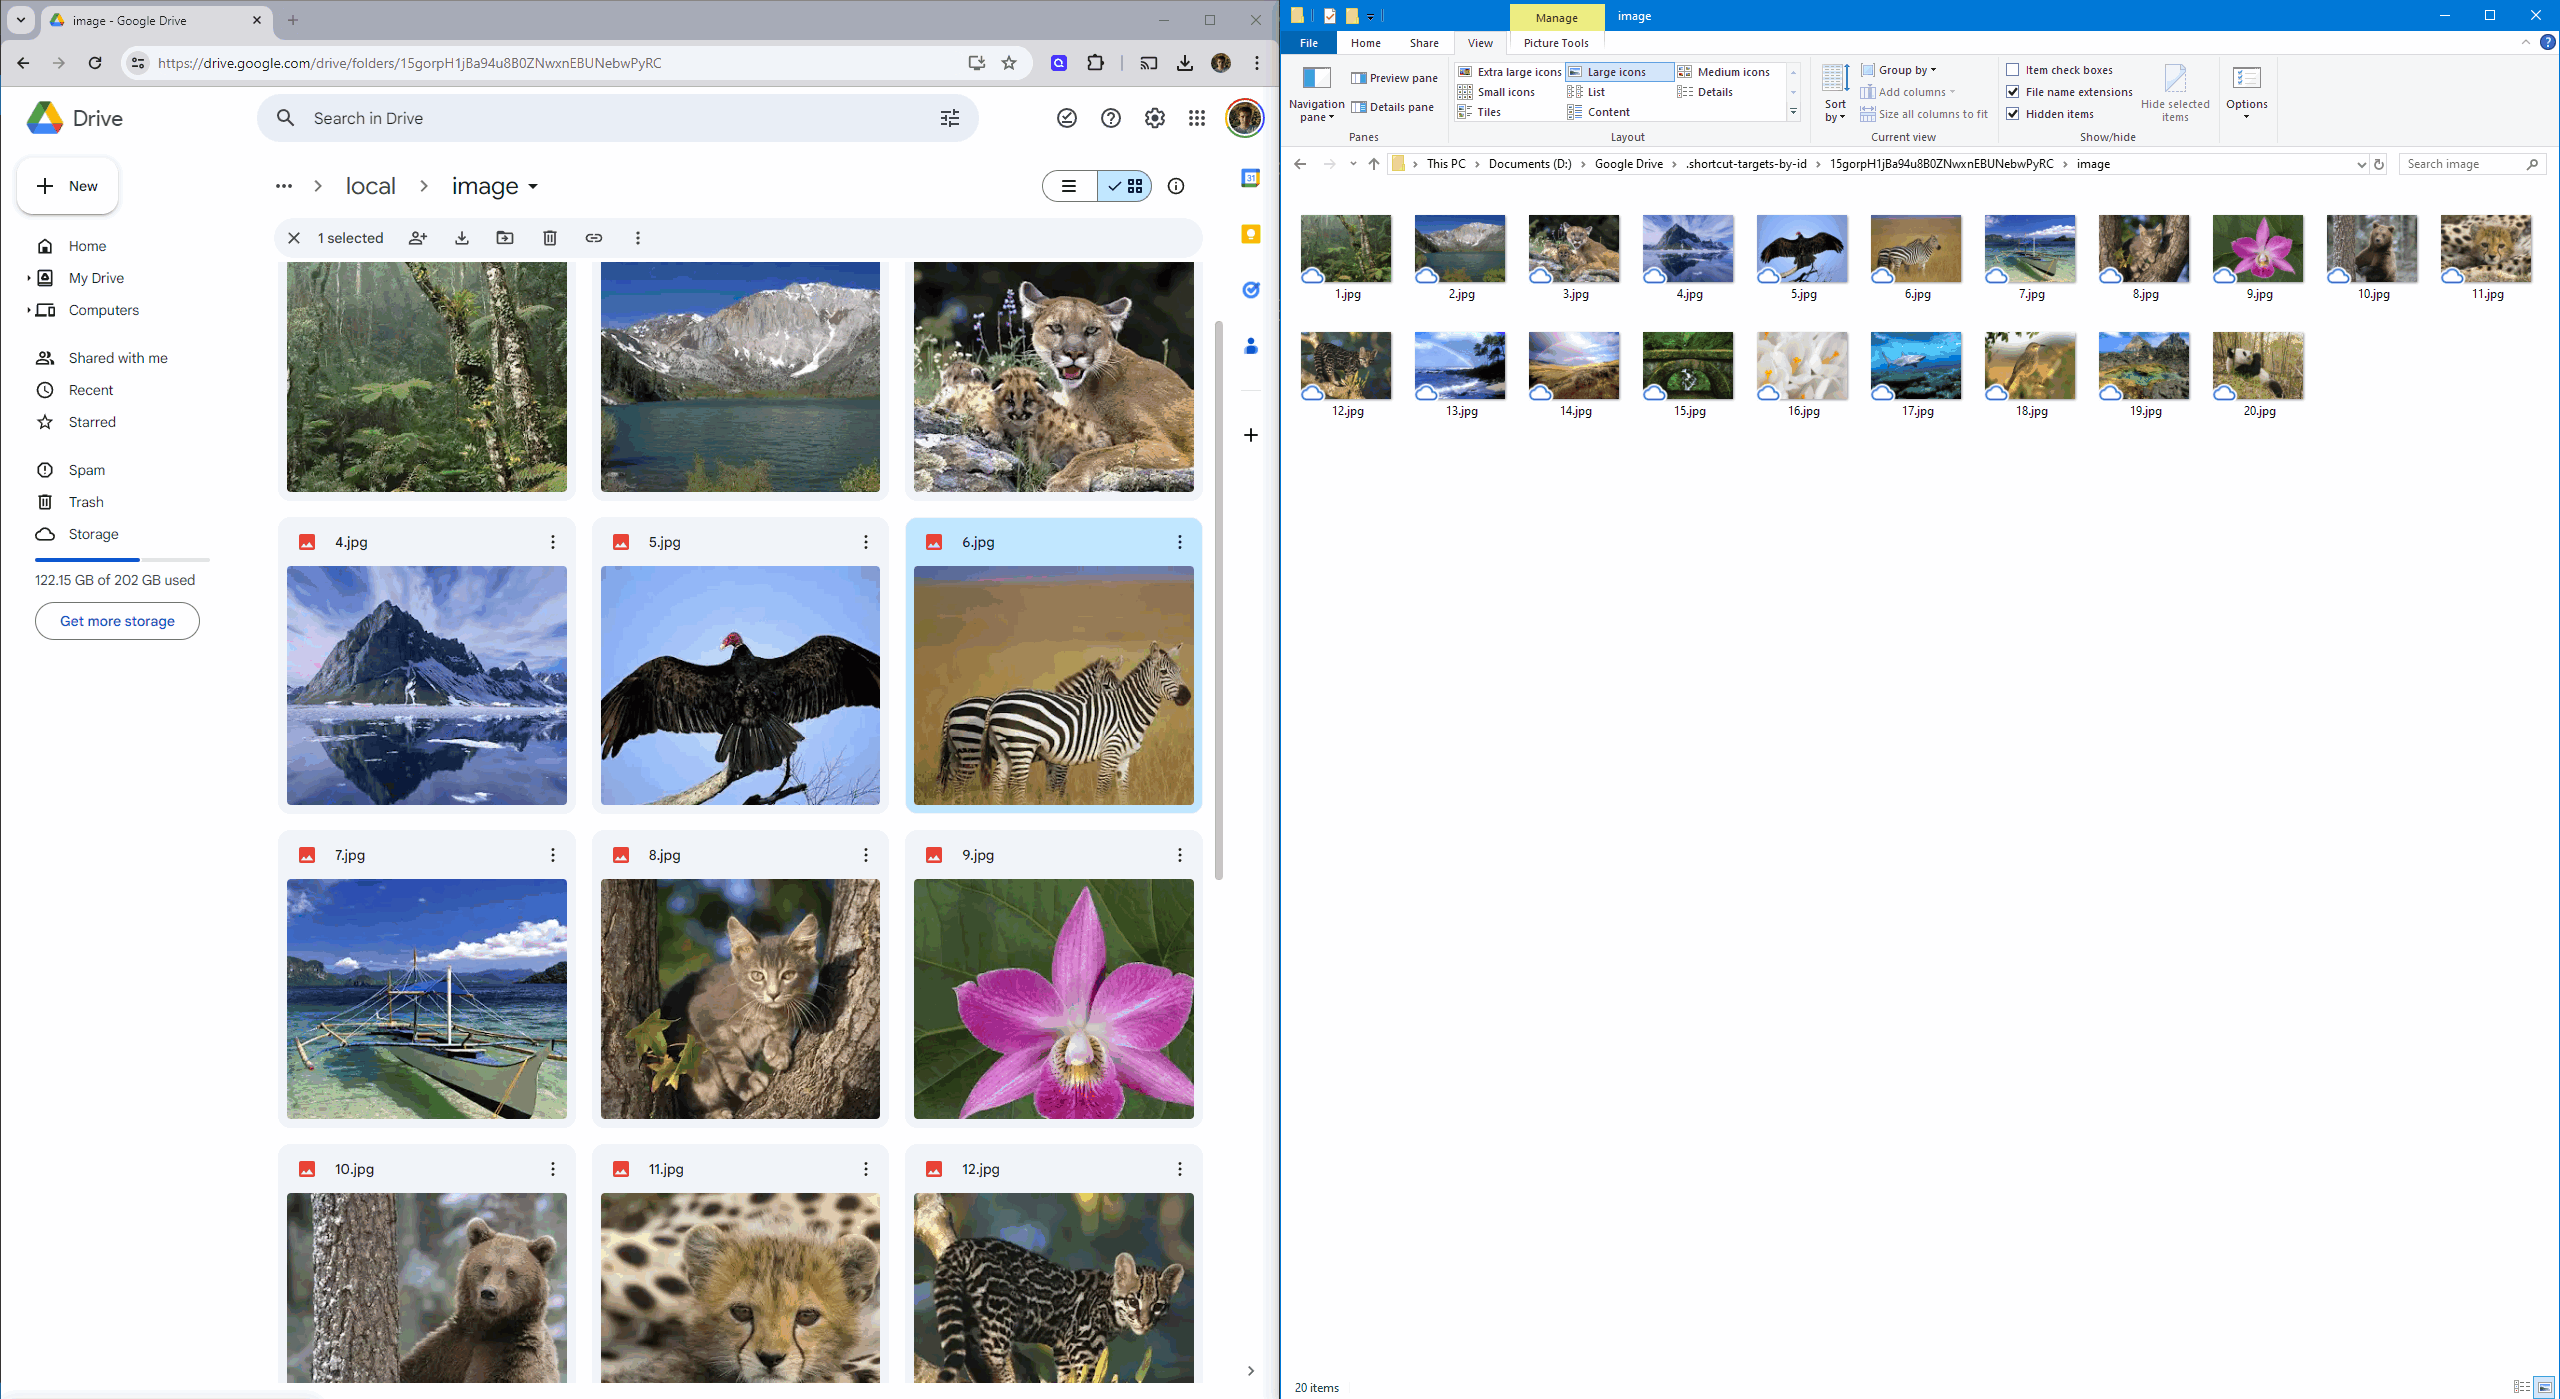 image - Google Drive
https://drive.google.com/drive/folders/15gorpH1jBa94u8B0ZNwxnEBUNebwPyRC
Drive
Search in Drive
New
local
image
1 selected
Home
My Drive
Computers
Shared with me
Recent
Starred
Spam
Trash
Storage
122.15 GB of 202 GB used
Get more storage
31
4.jpg
5.jpg
6.jpg
7.jpg
8.jpg
9.jpg
10.jpg
11.jpg
12.jpg
Manage
image
File
Home
Share
View
Picture Tools
Navigation pane
Preview pane
Details pane
Panes
Extra large icons
Large icons
Medium icons
Small icons
List
Details
Tiles
Content
Layout
Sort by
Group by
Add columns
Size all columns to fit
Current view
Item check boxes
File name extensions
Hidden items
Hide selected items
Show/hide
Options
This PC
Documents (D:)
Google Drive
.shortcut-targets-by-id
15gorpH1jBa94u8B0ZNwxnEBUNebwPyRC
image
Search image
1.jpg
2.jpg
3.jpg
4.jpg
5.jpg
6.jpg
7.jpg
8.jpg
9.jpg
10.jpg
11.jpg
12.jpg
13.jpg
14.jpg
15.jpg
16.jpg
17.jpg
18.jpg
19.jpg
20.jpg
20 items